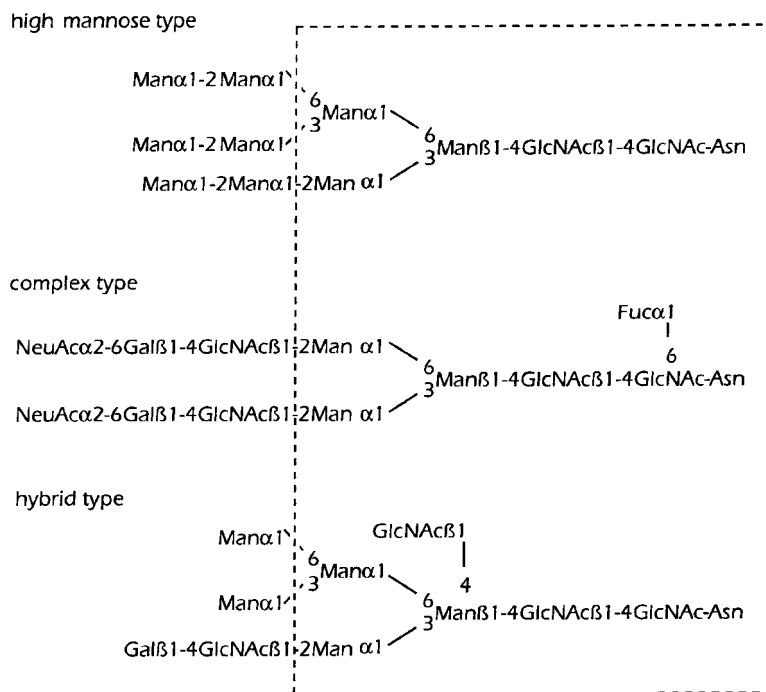 high mannose type
Manα1-2Manα1
6
Manα1
3
Manα1-2Manα1
6
Manß1-4GlcNAcß1-4GlcNAc-Asn
3
Manα1-2Manα1-2Man α1
complex type
Fucα1
NeuAcα2-6Galß1-4GlcNAcß1-2Man α1
6
6
Manß1-4GlcNAcß1-4GlcNAc-Asn
3
NeuAcα2-6Galß1-4GlcNAcß1-2Man α1
hybrid type
GlcNAcß1
Manα1
6
Manα1
3
4
Manα1
6
Manß1-4GlcNAcß1-4GlcNAc-Asn
3
Galß1-4GlcNAcß1-2Man α1